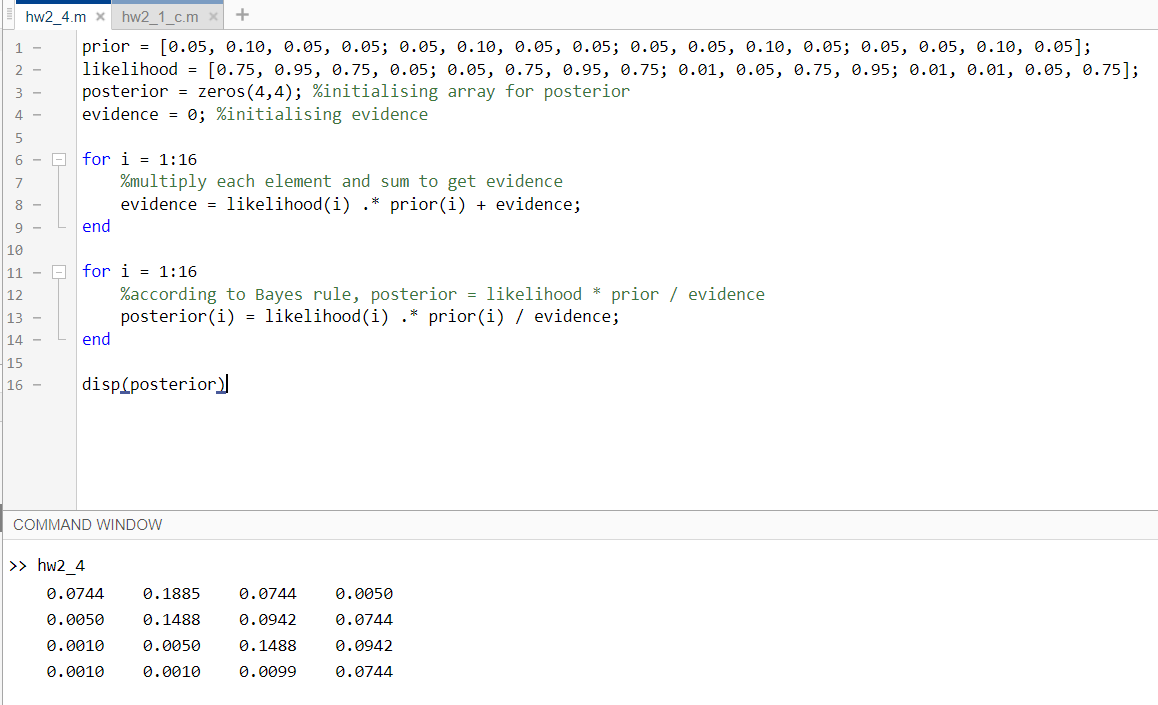 hw2_4.m × hw2_1_c.m × +
1 – prior = [0.05, 0.10, 0.05, 0.05; 0.05, 0.10, 0.05, 0.05; 0.05, 0.05, 0.10, 0.05; 0.05, 0.05, 0.10, 0.05];
2 – likelihood = [0.75, 0.95, 0.75, 0.05; 0.05, 0.75, 0.95, 0.75; 0.01, 0.05, 0.75, 0.95; 0.01, 0.01, 0.05, 0.75];
3 – posterior = zeros(4,4); %initialising array for posterior
4 – evidence = 0; %initialising evidence
5
6 – for i = 1:16
7 %multiply each element and sum to get evidence
8 – evidence = likelihood(i) .* prior(i) + evidence;
9 – end
10
11 – for i = 1:16
12 %according to Bayes rule, posterior = likelihood * prior / evidence
13 – posterior(i) = likelihood(i) .* prior(i) / evidence;
14 – end
15
16 – disp(posterior)
COMMAND WINDOW
>> hw2_4
0.0744 0.1885 0.0744 0.0050
0.0050 0.1488 0.0942 0.0744
0.0010 0.0050 0.1488 0.0942
0.0010 0.0010 0.0099 0.0744